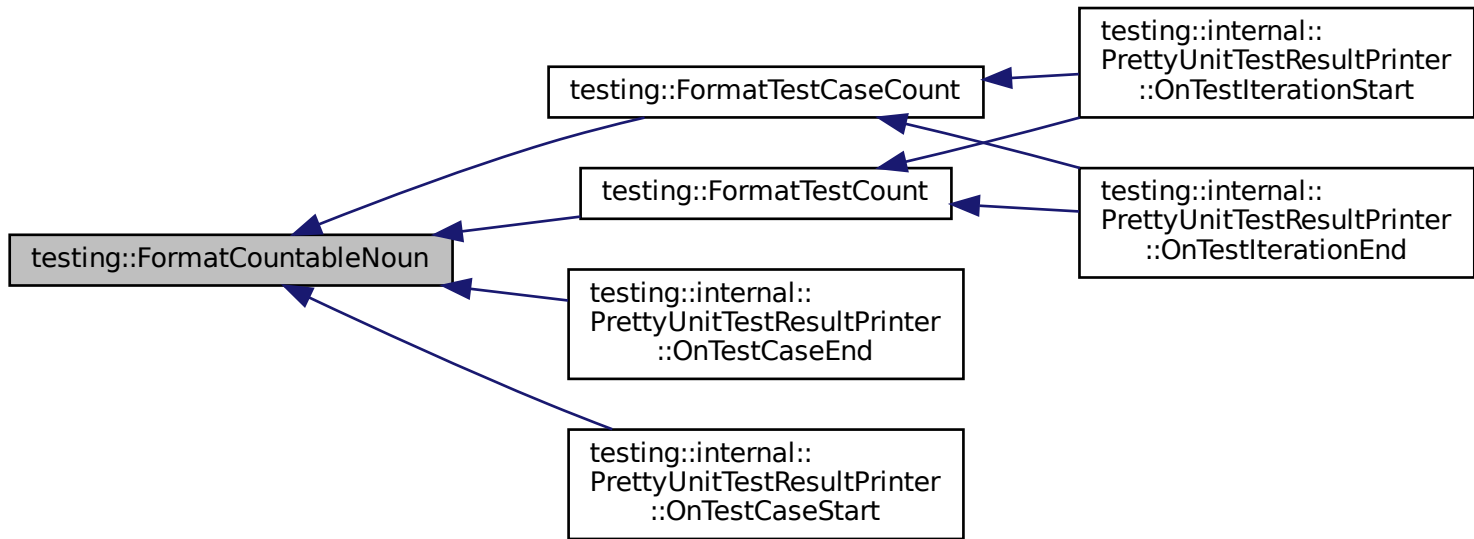 testing::FormatCountableNoun
testing::FormatTestCaseCount
testing::FormatTestCount
testing::internal::
PrettyUnitTestResultPrinter
::OnTestCaseEnd
testing::internal::
PrettyUnitTestResultPrinter
::OnTestCaseStart
testing::internal::
PrettyUnitTestResultPrinter
::OnTestIterationStart
testing::internal::
PrettyUnitTestResultPrinter
::OnTestIterationEnd